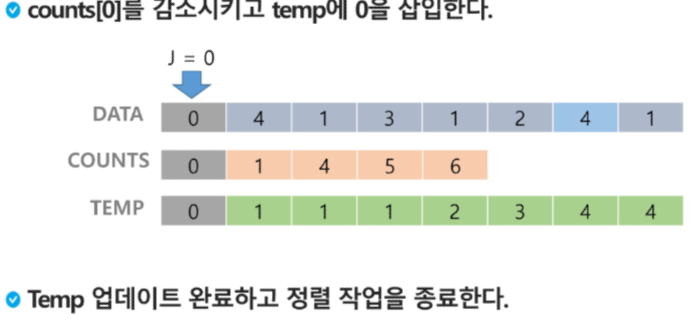 counts[0]를 감소시키고 temp에 0을 삽입한다.
J = 0
DATA 0 4 1 3 1 2 4 1
COUNTS 0 1 4 5 6
TEMP 0 1 1 1 2 3 4 4
Temp 업데이트 완료하고 정렬 작업을 종료한다.